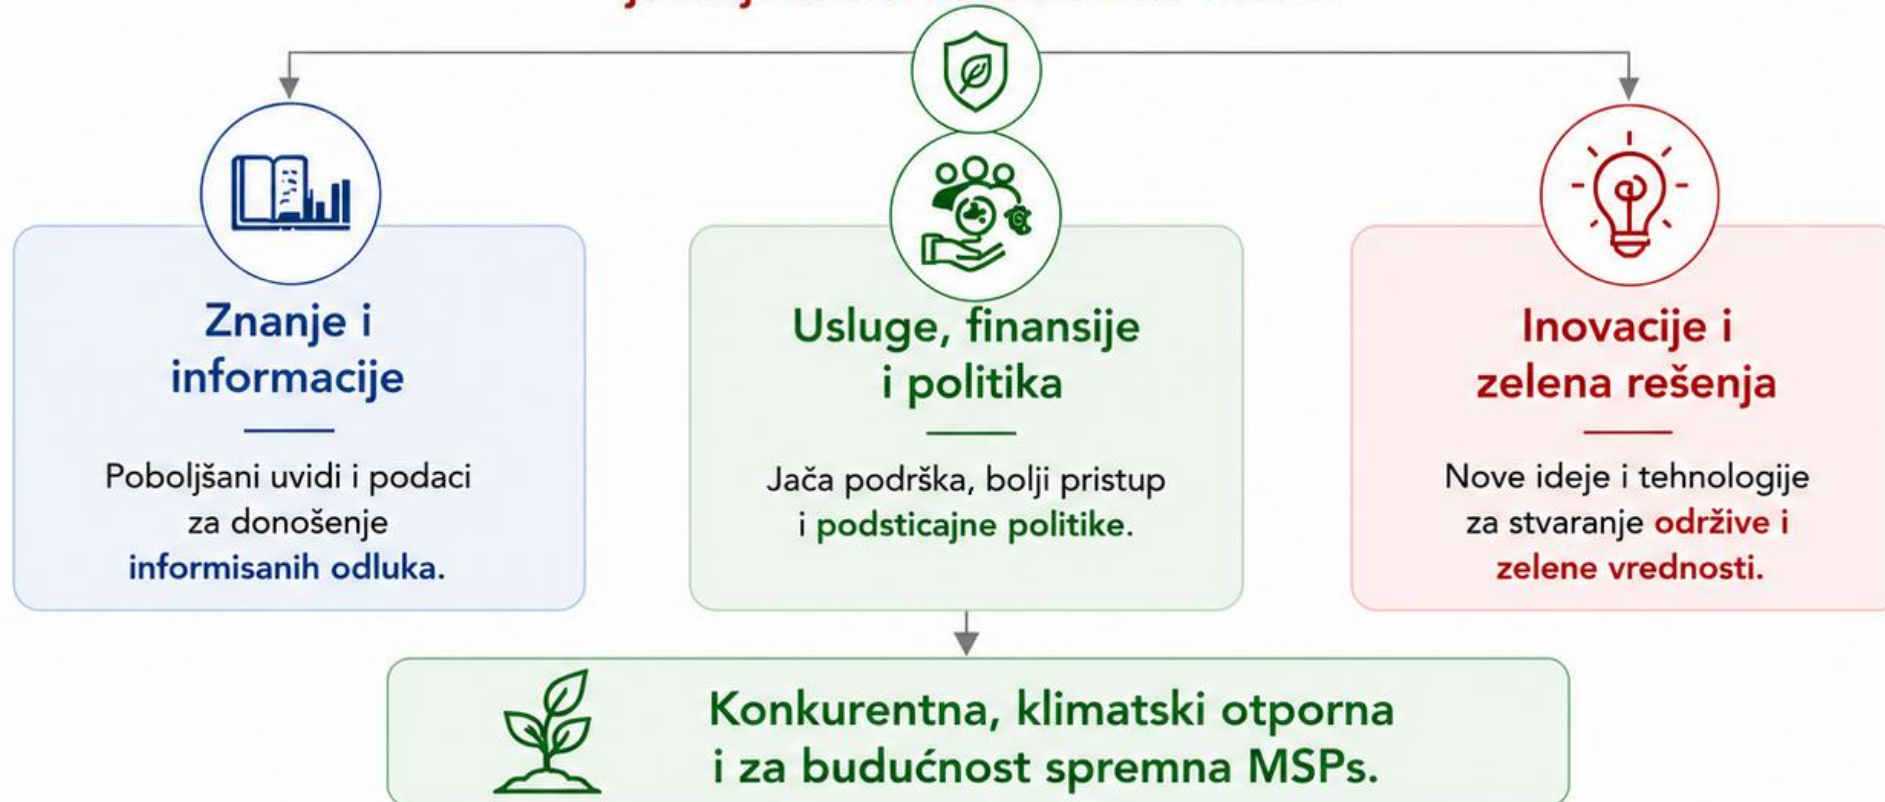 Znanje i
informacije
Poboljšani uvidi i podaci
za donošenje
informisanih odluka.
Usluge, finansije
i politika
Jača podrška, bolji pristup
i podsticajne politike.
Inovacije i
zelena rešenja
Nove ideje i tehnologije
za stvaranje održive i
zelene vrednosti.
Konkurentna, klimatski otporna
i za budućnost spremna MSPs.